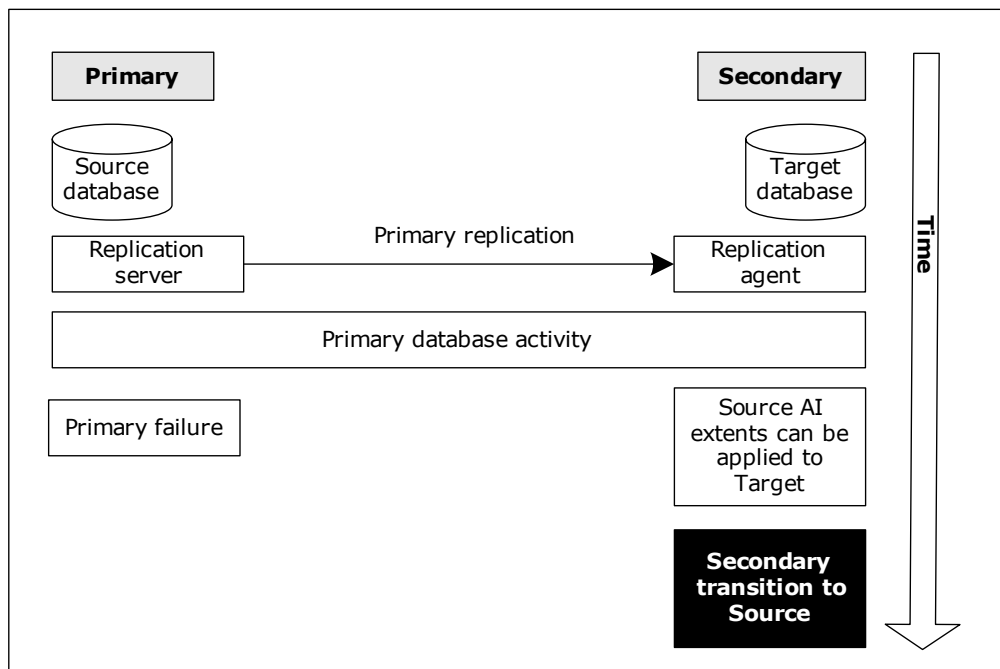 Primary
Secondary
Source
database
Target
database
Time
Primary replication
Replication
server
Replication
agent
Primary database activity
Primary failure
Source AI
extents can be
applied to
Target
Secondary
transition to
Source